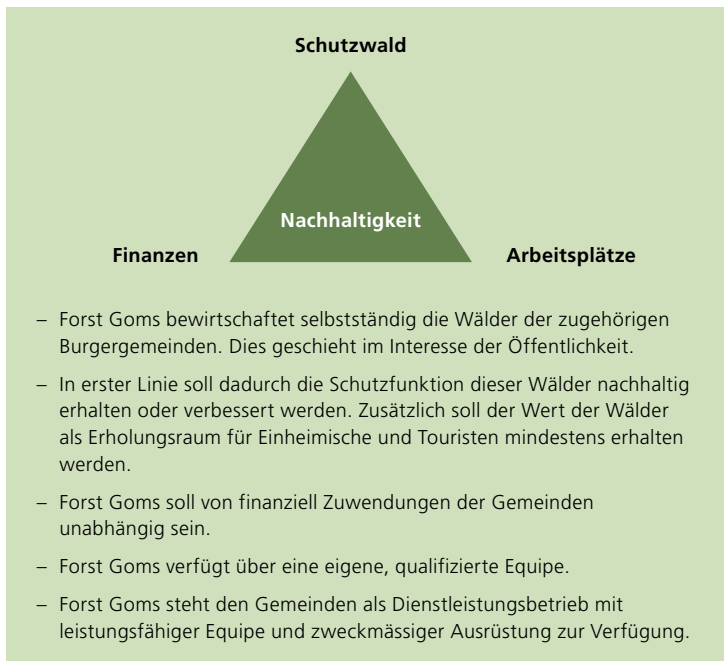 Schutzwald
Nachhaltigkeit
Finanzen
Arbeitsplätze
– Forst Goms bewirtschaftet selbstständig die Wälder der zugehörigen
Burgergemeinden. Dies geschieht im Interesse der Öffentlichkeit.
– In erster Linie soll dadurch die Schutzfunktion dieser Wälder nachhaltig
erhalten oder verbessert werden. Zusätzlich soll der Wert der Wälder
als Erholungsraum für Einheimische und Touristen mindestens erhalten
werden.
– Forst Goms soll von finanziell Zuwendungen der Gemeinden
unabhängig sein.
– Forst Goms verfügt über eine eigene, qualifizierte Equipe.
– Forst Goms steht den Gemeinden als Dienstleistungsbetrieb mit
leistungsfähiger Equipe und zweckmässiger Ausrüstung zur Verfügung.